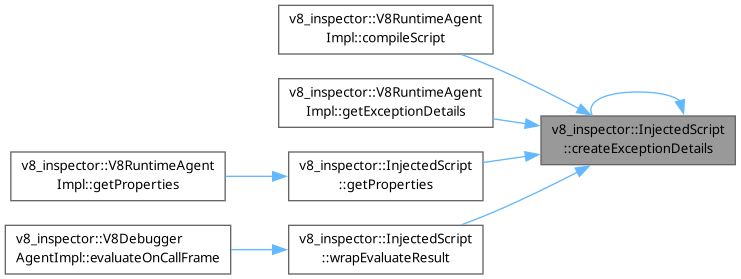 v8_inspector::V8RuntimeAgent
Impl::compileScript
v8_inspector::V8RuntimeAgent
Impl::getExceptionDetails
v8_inspector::InjectedScript
::createExceptionDetails
v8_inspector::V8RuntimeAgent
Impl::getProperties
v8_inspector::InjectedScript
::getProperties
v8_inspector::V8Debugger
AgentImpl::evaluateOnCallFrame
v8_inspector::InjectedScript
::wrapEvaluateResult